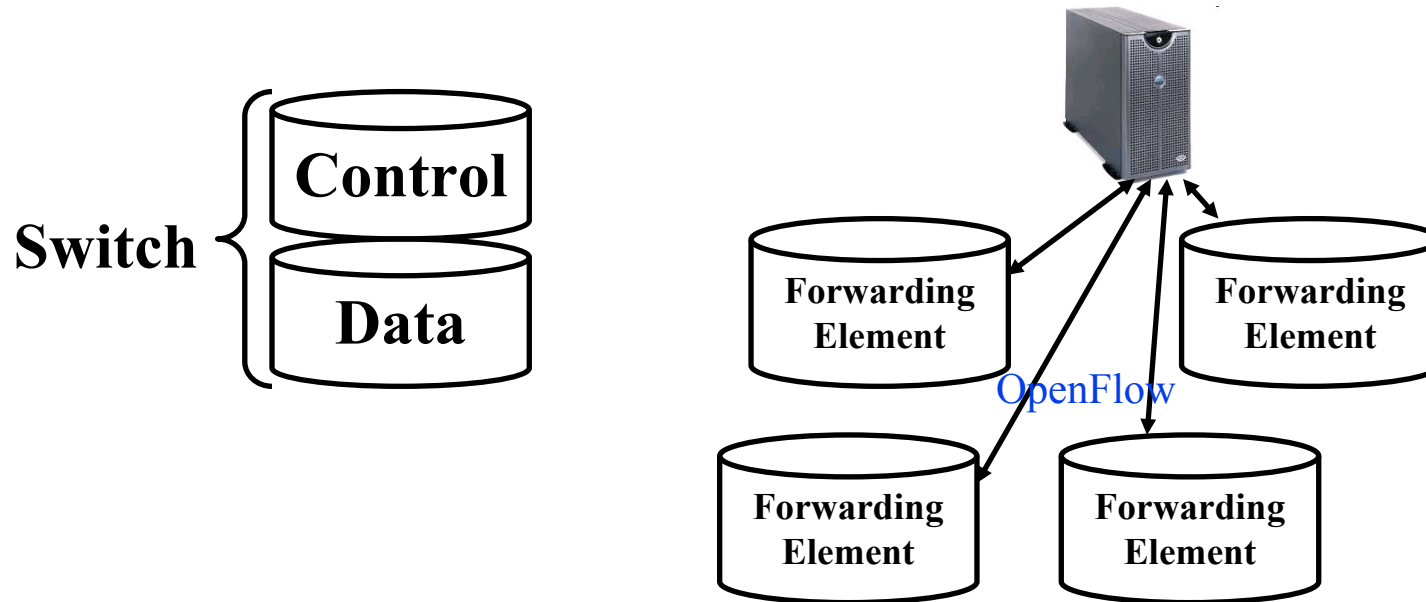 Control
Switch
Data
Forwarding
Element
Forwarding
Element
OpenFlow
Forwarding
Element
Forwarding
Element